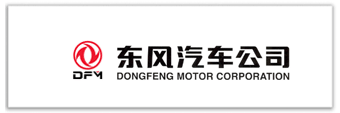 东风汽车公司
DFM
DONGFENG MOTOR CORPORATION